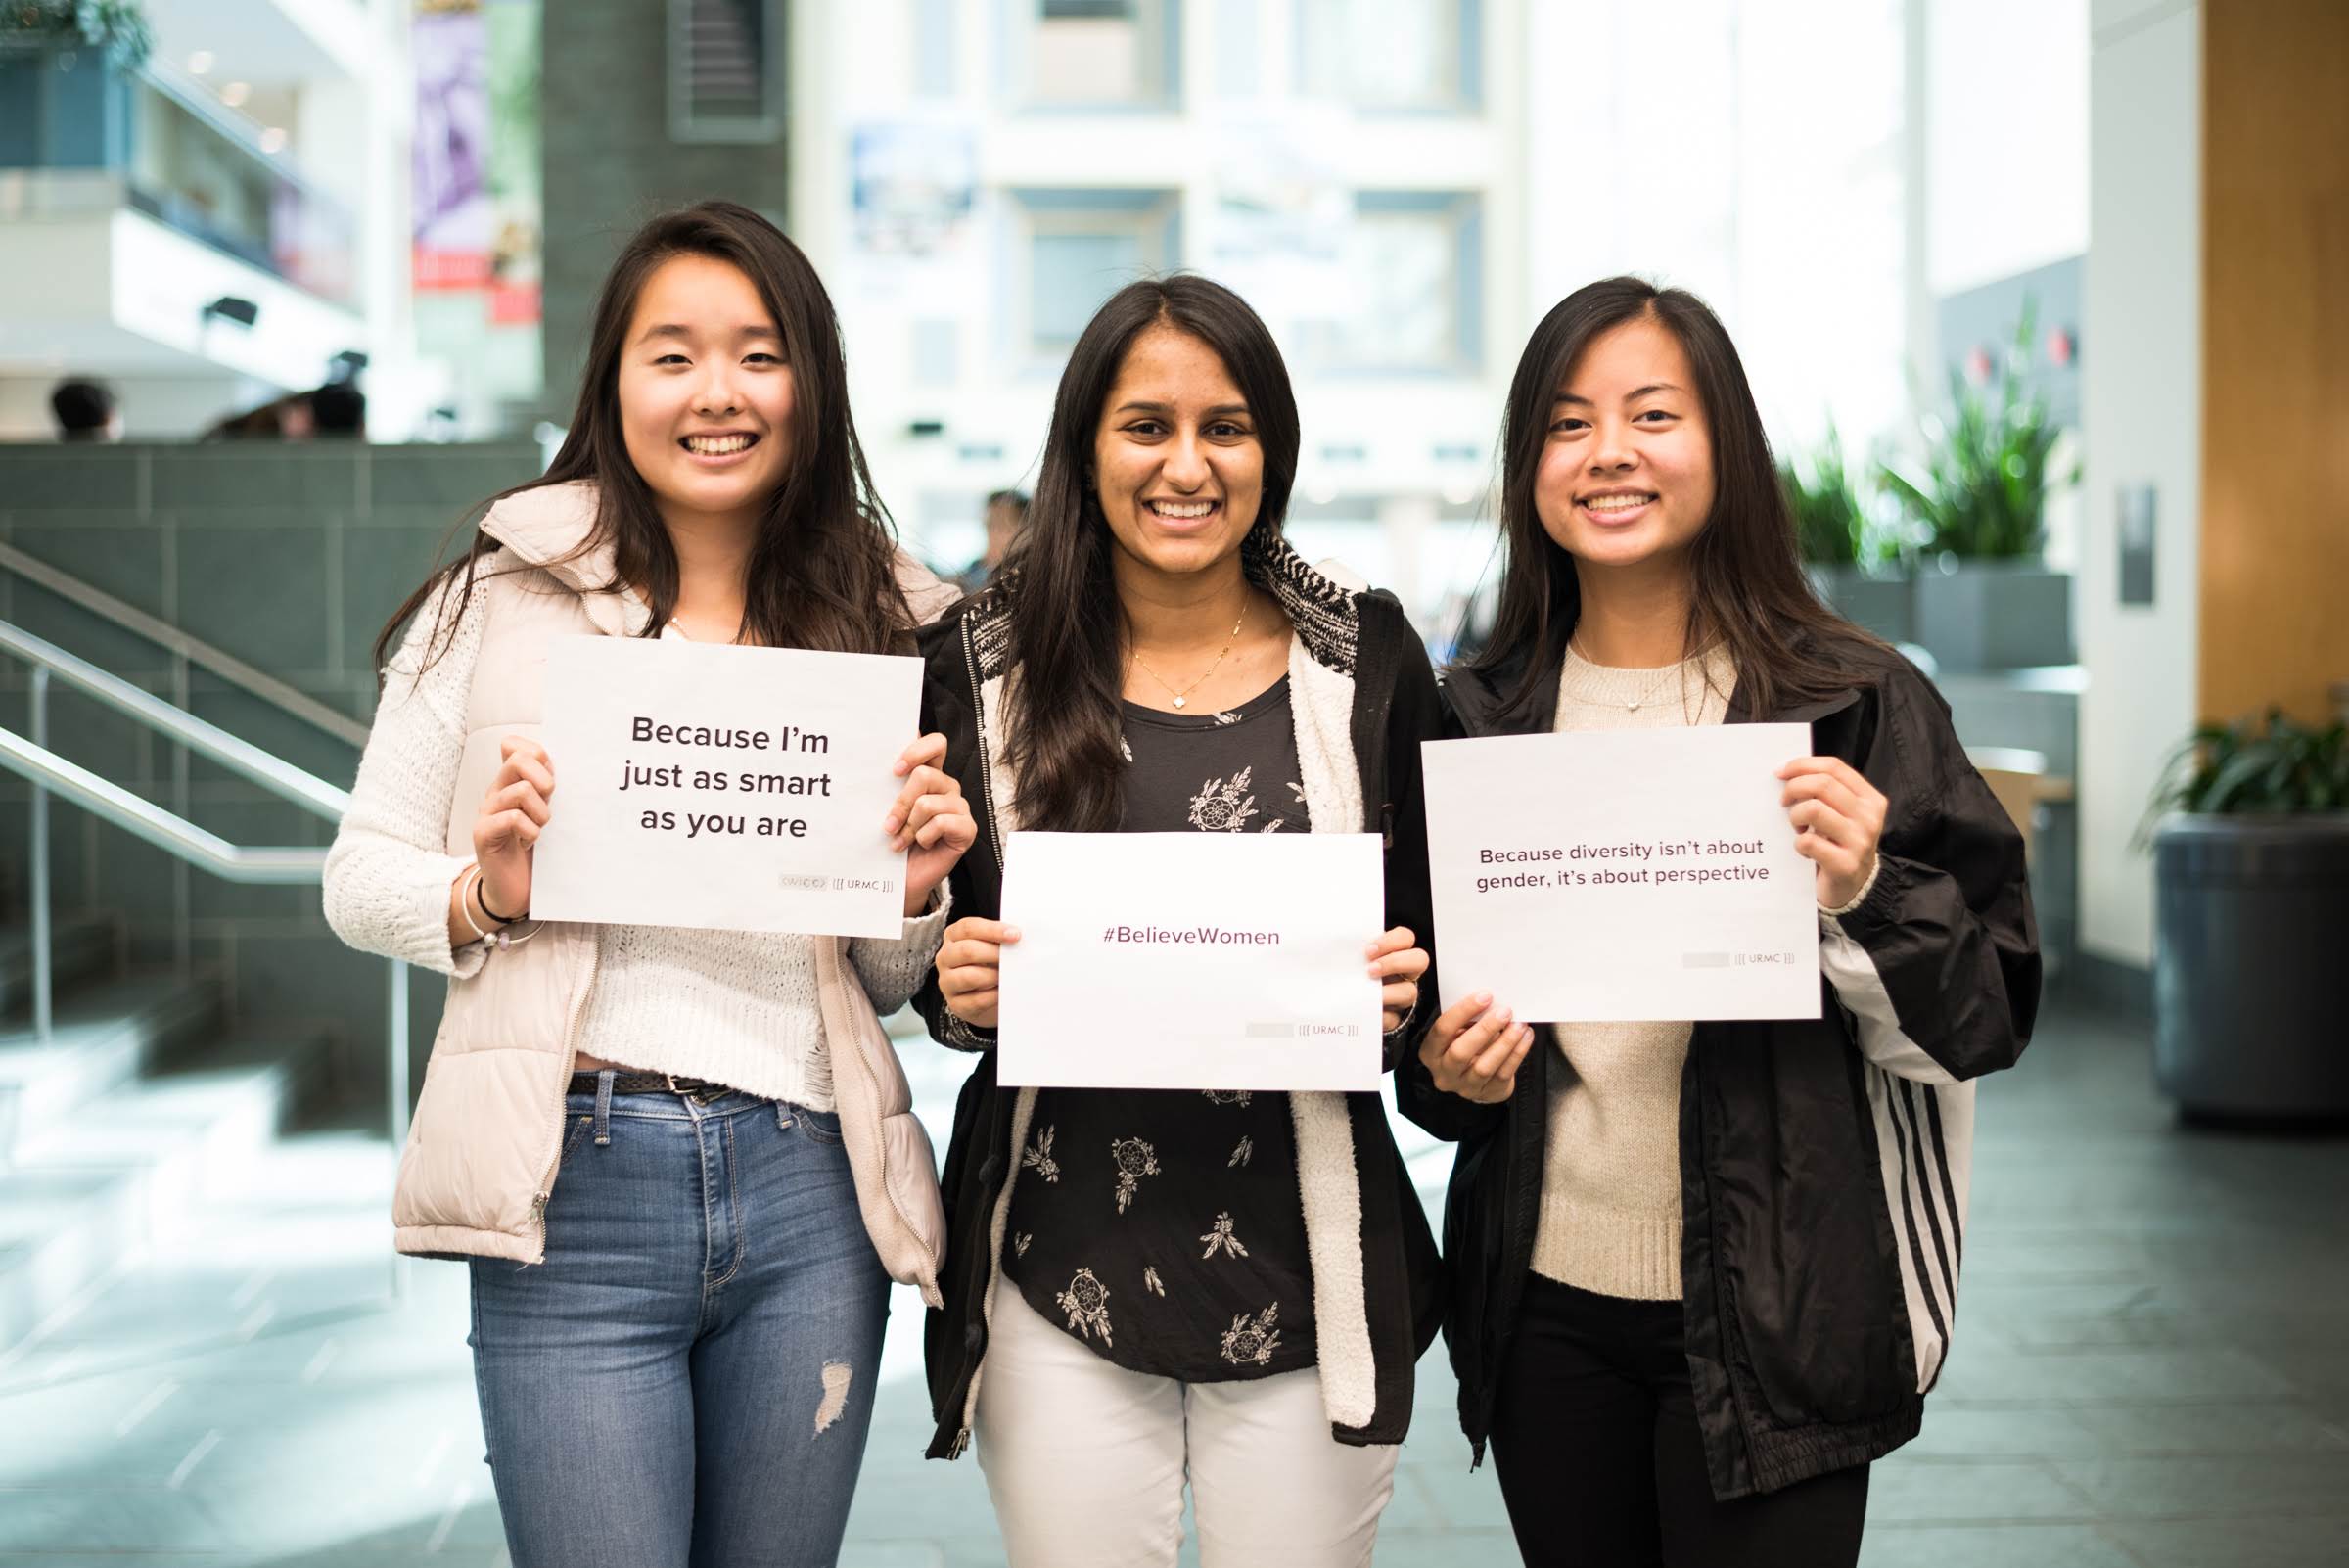 Because I'm
just as smart
as you are
<WiCC> {[{ URMC }]}
#BelieveWomen
{[{ URMC }]}
Because diversity isn't about
gender, it's about perspective
{[{ URMC }]}